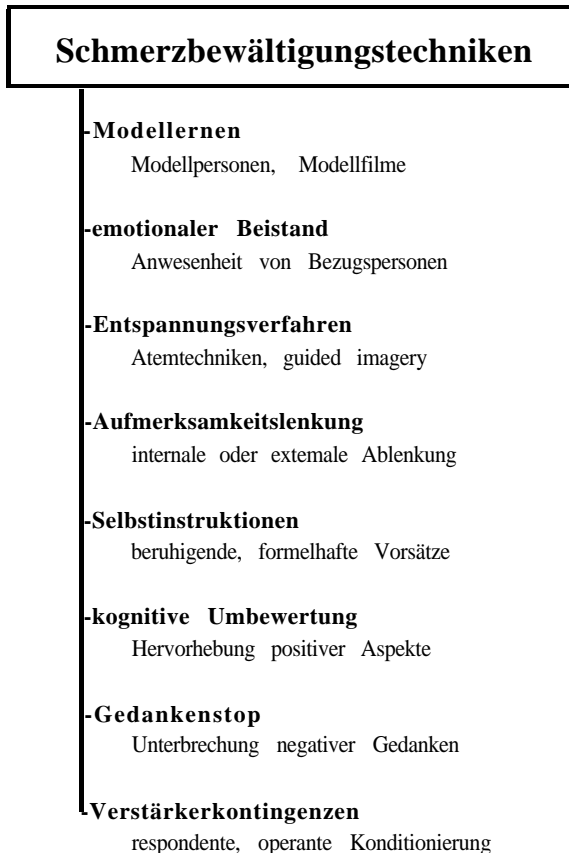 Schmerzbewältigungstechniken
-Modellernen
Modellpersonen, Modellfilme
-emotionaler Beistand
Anwesenheit von Bezugspersonen
-Entspannungsverfahren
Atemtechniken, guided imagery
-Aufmerksamkeitslenkung
internale oder extemale Ablenkung
-Selbstinstruktionen
beruhigende, formelhafte Vorsätze
-kognitive Umbewertung
Hervorhebung positiver Aspekte
-Gedankenstop
Unterbrechung negativer Gedanken
-Verstärkerkontingenzen
respondente, operante Konditionierung